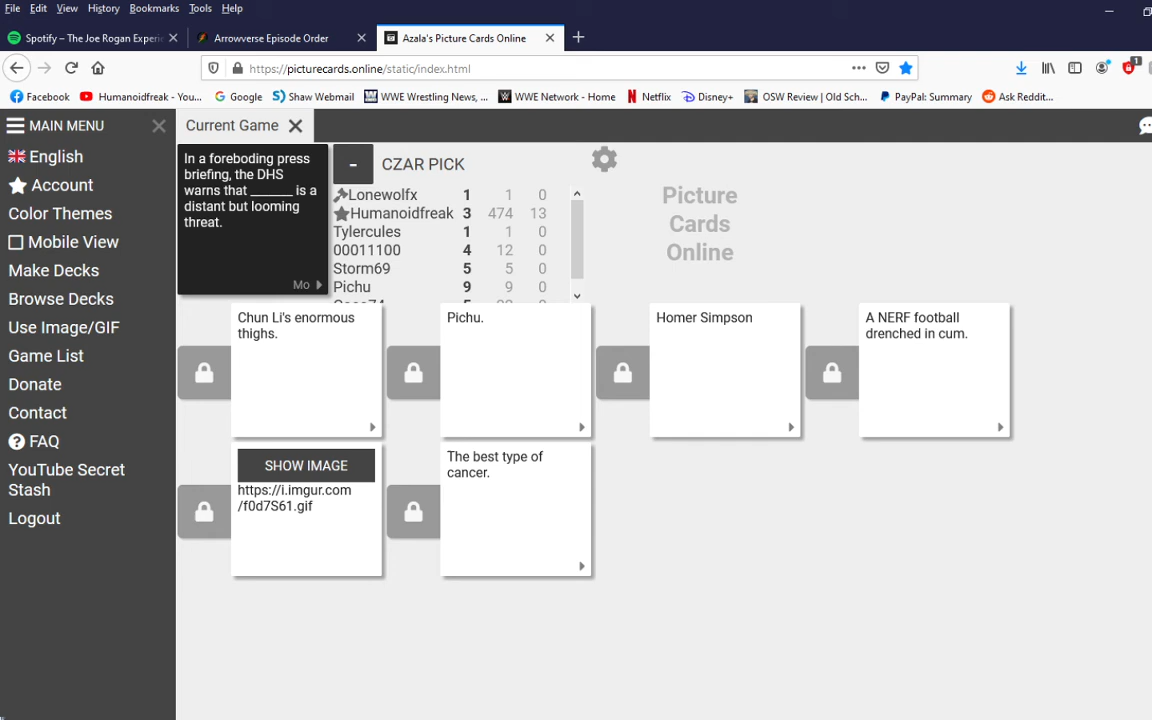 File Edit View History Bookmarks Tools Help
Spotify – The Joe Rogan Experi
Arrowverse Episode Order
Azala's Picture Cards Online
https://picturecards.online/static/index.html
1
Facebook
Humanoidfreak - You...
Google
Shaw Webmail
WWE Wrestling News, ...
WWE Network - Home
Netflix
Disney+
OSW Review | Old Sch...
PayPal: Summary
Ask Reddit...
MAIN MENU
English
Account
Color Themes
Mobile View
Make Decks
Browse Decks
Use Image/GIF
Game List
Donate
Contact
FAQ
YouTube Secret
Stash
Logout
Current Game
In a foreboding press
briefing, the DHS
warns that ______ is a
distant but looming
threat.
Mo
-
CZAR PICK
Lonewolfx 1 1 0
Humanoidfreak 3 474 13
Tylercules 1 1 0
00011100 4 12 0
Storm69 5 5 0
Pichu 9 9 0
Picture
Cards
Online
Chun Li's enormous
thighs.
Pichu.
Homer Simpson
A NERF football
drenched in cum.
SHOW IMAGE
https://i.imgur.com
/f0d7S61.gif
The best type of
cancer.